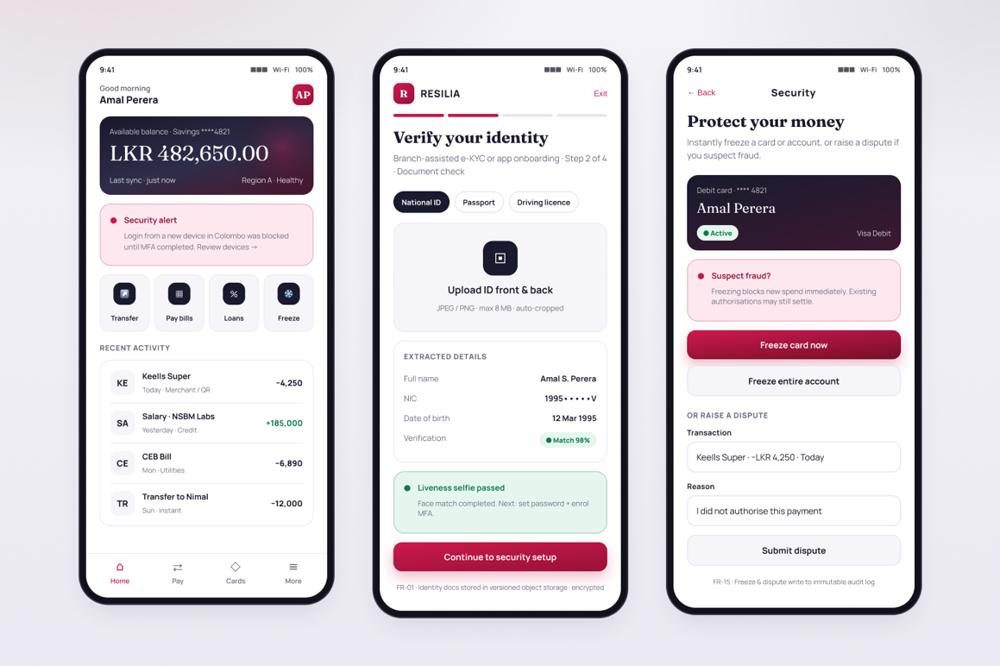 9:41
Wi-Fi 100%
Good morning
Amal Perera
AP
Available balance · Savings ****4821
LKR 482,650.00
Last sync · just now
Region A · Healthy
Security alert
Login from a new device in Colombo was blocked
until MFA completed. Review devices →
Transfer
Pay bills
Loans
Freeze
RECENT ACTIVITY
KE
Keells Super
Today · Merchant / QR
−4,250
SA
Salary · NSBM Labs
Yesterday · Credit
+185,000
CE
CEB Bill
Mon · Utilities
−6,890
TR
Transfer to Nimal
Sun · Instant
−12,000
Home
Pay
Cards
More
9:41
Wi-Fi 100%
R
RESILIA
Exit
Verify your identity
Branch-assisted e-KYC or app onboarding · Step 2 of 4
· Document check
National ID
Passport
Driving licence
Upload ID front & back
JPEG / PNG · max 8 MB · auto-cropped
EXTRACTED DETAILS
Full name
Amal S. Perera
NIC
1995•••••V
Date of birth
12 Mar 1995
Verification
Match 98%
Liveness selfie passed
Face match completed. Next: set password + enrol
MFA.
Continue to security setup
FR-01 · Identity docs stored in versioned object storage · encrypted
9:41
Wi-Fi 100%
← Back
Security
Protect your money
Instantly freeze a card or account, or raise a dispute if
you suspect fraud.
Debit card · **** 4821
Amal Perera
Active
Visa Debit
Suspect fraud?
Freezing blocks new spend immediately. Existing
authorisations may still settle.
Freeze card now
Freeze entire account
OR RAISE A DISPUTE
Transaction
Keells Super · −LKR 4,250 · Today
Reason
I did not authorise this payment
Submit dispute
FR-15 · Freeze & dispute write to immutable audit log